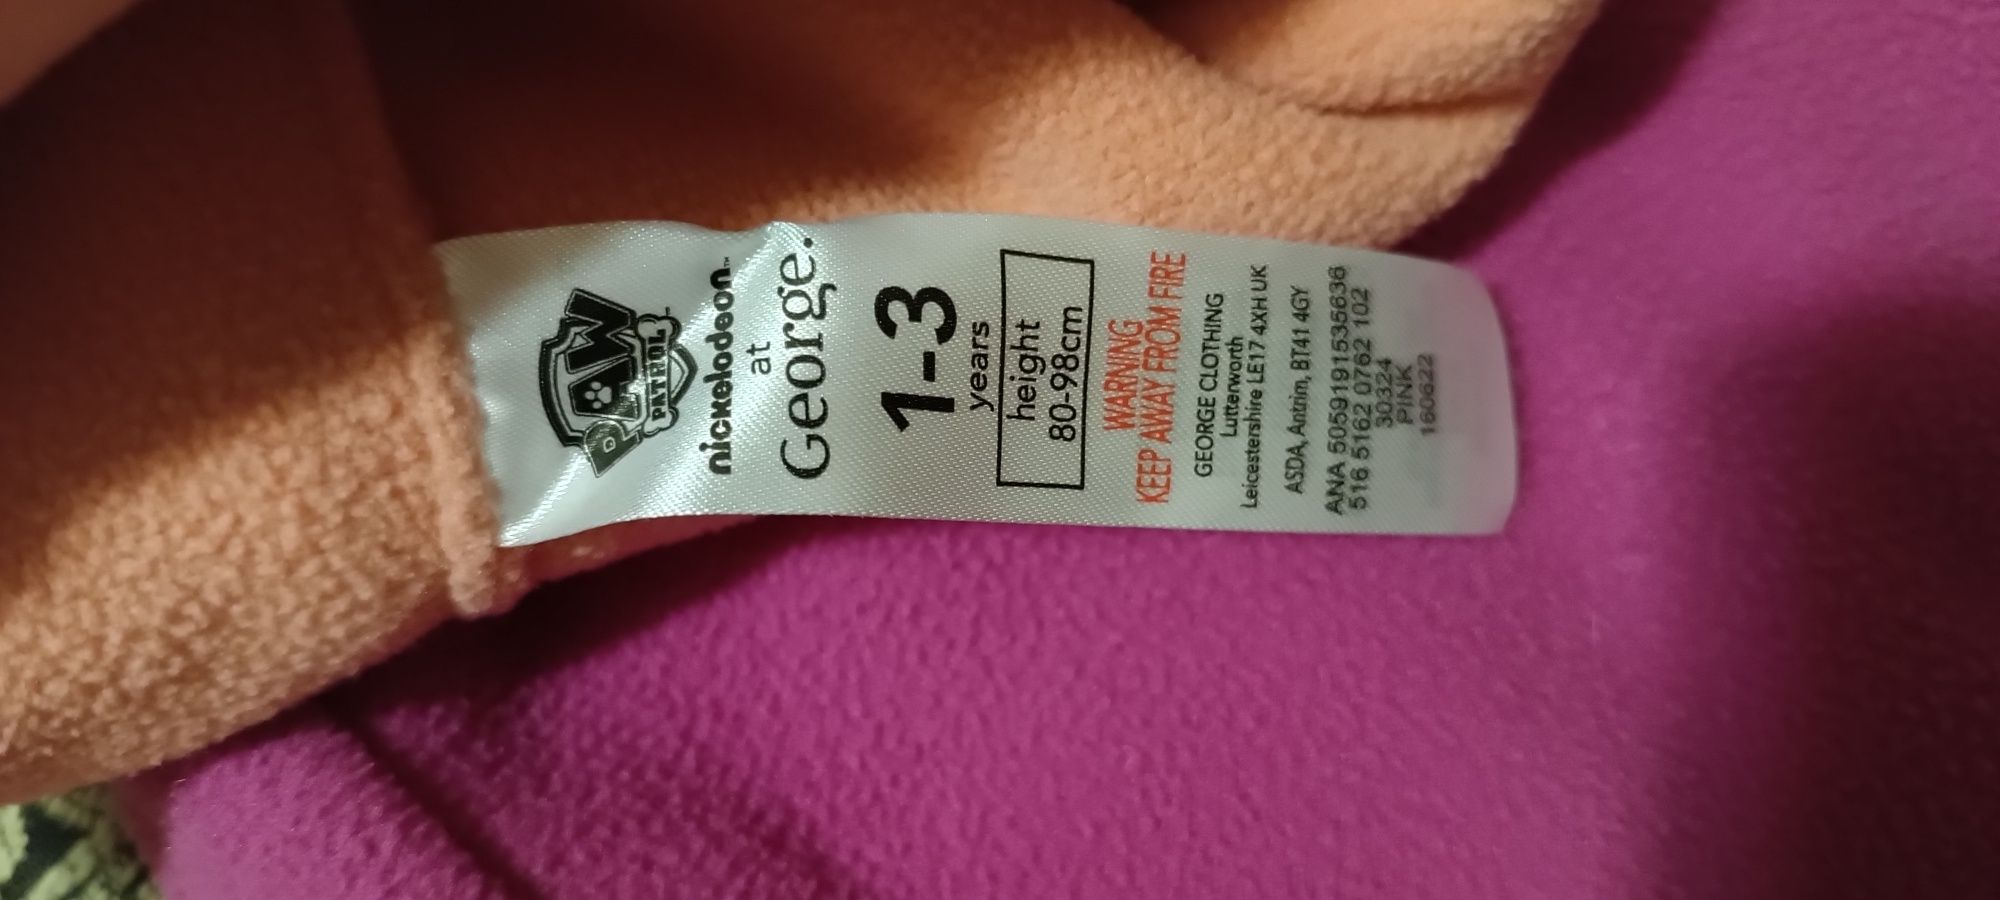 PAW
PATROL
nickelodeon™
at
George.
1-3
years
height
80-98cm
WARNING
KEEP AWAY FROM FIRE
GEORGE CLOTHING
Lutterworth
Leicestershire LE17 4XH UK
ASDA, Antrim, BT41 4GY
ANA 5059191535636
516 5162 0762 102
30324
PINK
160622